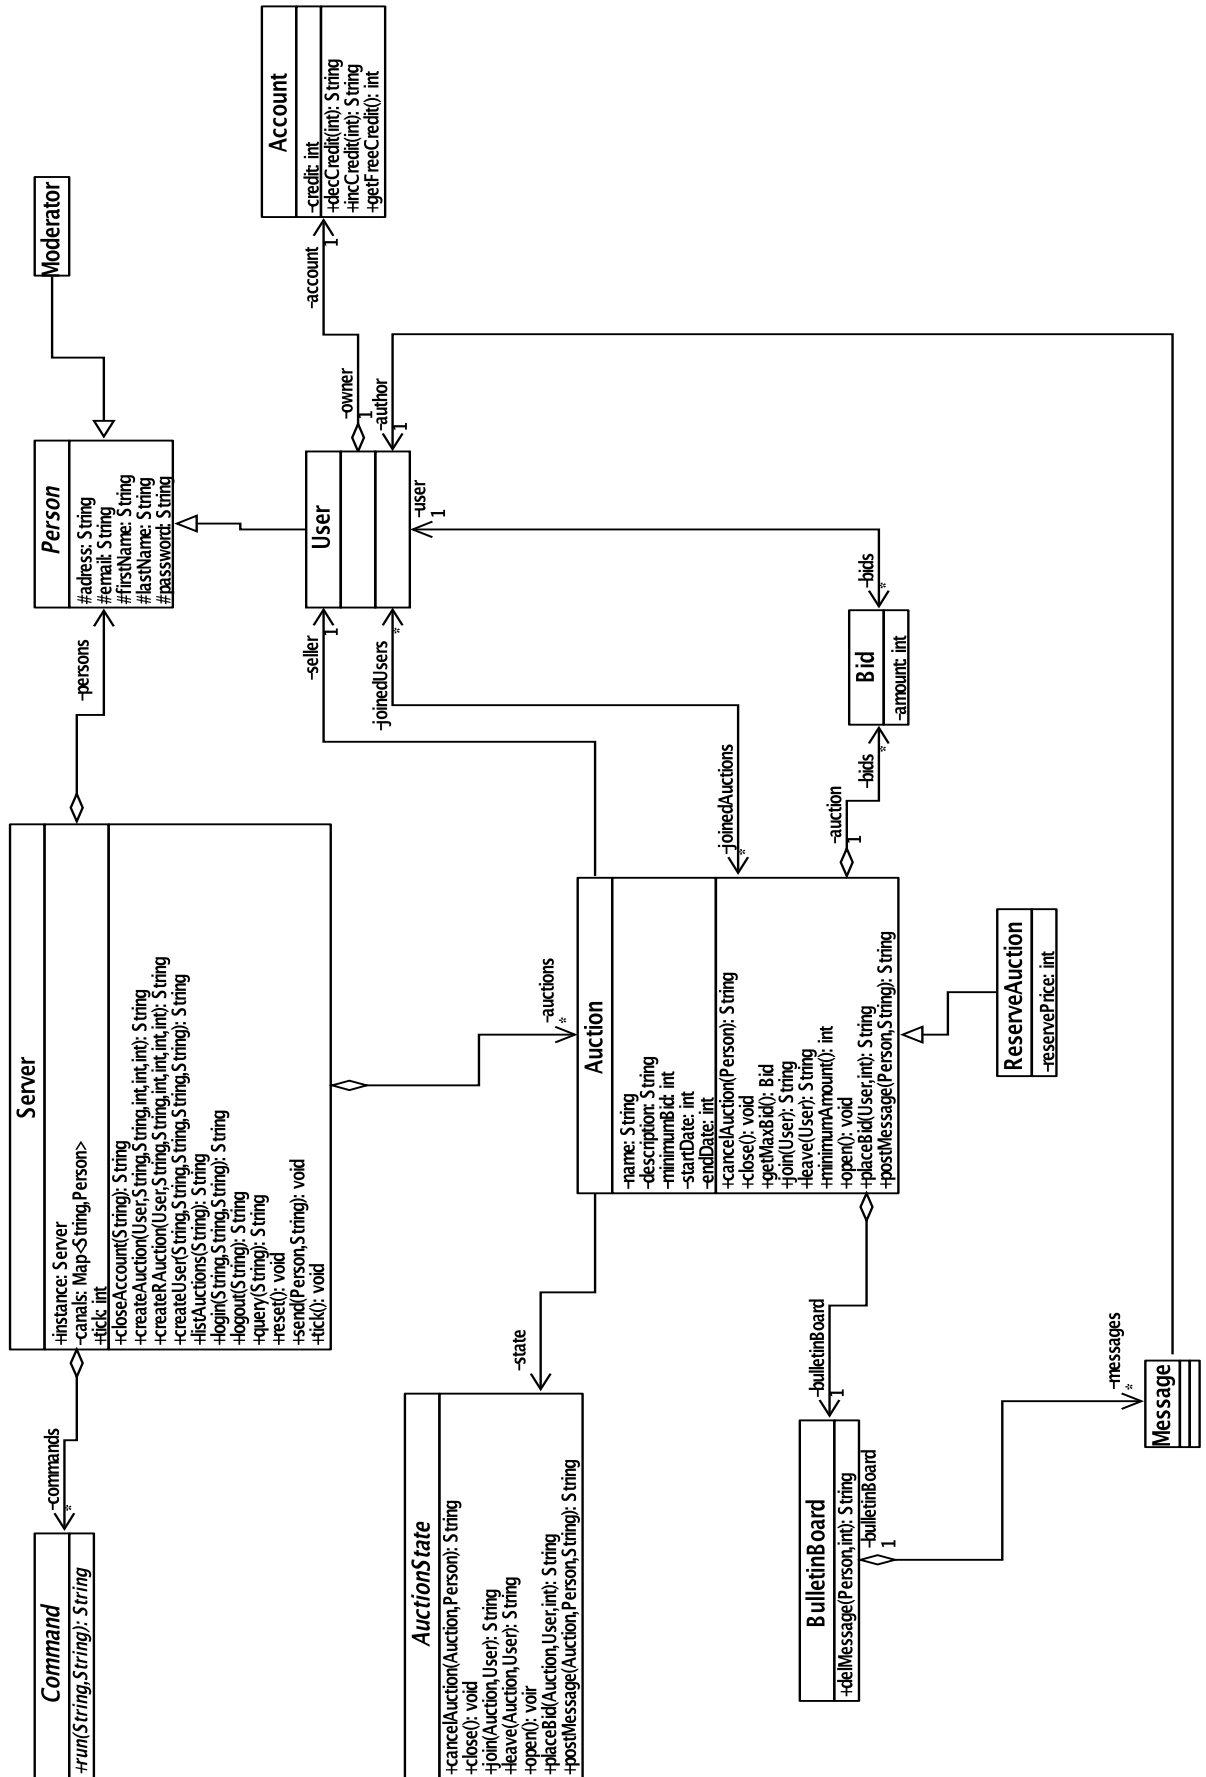 Command
+run(String,String): String
-commands
*
Server
+instance: Server
-canals: Map<String,Person>
+tick: int
+closeAccount(String): String
+createAuction(User,String,String,int,int,int): String
+createRAuction(User,String,String,int,int,int,int): String
+createUser(String,String,String,String,String): String
+listAuctions(String): String
+login(String,String,String): String
+logout(String): String
+query(String): String
+reset(): void
+send(Person,String): void
+tick(): void
-persons
Person
#adress: String
#email: String
#firstName: String
#lastName: String
#password: String
Moderator
Account
-credit: int
+decCredit(int): String
+incCredit(int): String
+getFreeCredit(): int
-account
1
-owner
1
-author
1
User
-seller
1
-joinedUsers
*
-user
1
-auctions
*
AuctionState
+cancelAuction(Auction,Person): String
+close(): void
+join(Auction,User): String
+leave(Auction,User): String
+open(): voir
+placeBid(Auction,User,int): String
+postMessage(Auction,Person,String): String
-state
Auction
-name: String
-description: String
-minimumBid: int
-startDate: int
-endDate: int
+cancelAuction(Person): String
+close(): void
+getMaxBid(): Bid
+join(User): String
+leave(User): String
+minimumAmount(): int
+open(): void
+placeBid(User,int): String
+postMessage(Person,String): String
-joinedAuctions
*
-auction
1
-bids
*
-bids
*
Bid
-amount: int
BulletinBoard
+delMessage(Person,int): String
-bulletinBoard
1
-bulletinBoard
1
ReserveAuction
-reservePrice: int
-messages
*
Message